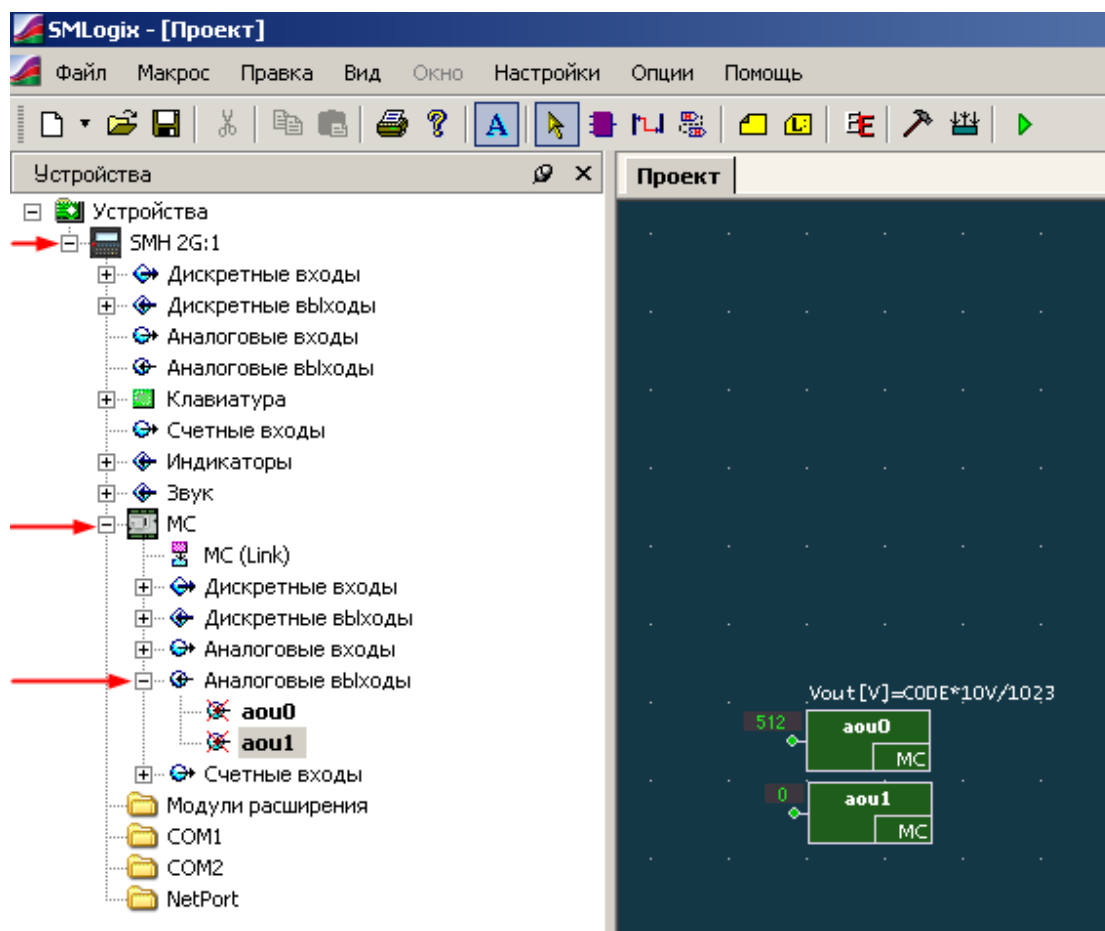 SMLogix - [Проект]
Файл Макрос Правка Вид Окно Настройки Опции Помощь
A
L:
E
Устройства
Проект
Устройства
SMH 2G:1
Дискретные входы
Дискретные вЫходы
Аналоговые входы
Аналоговые вЫходы
Клавиатура
Счетные входы
Индикаторы
Звук
MC
MC (Link)
Дискретные входы
Дискретные вЫходы
Аналоговые входы
Аналоговые вЫходы
aou0
aou1
Счетные входы
Модули расширения
COM1
COM2
NetPort
Vout[V]=CODE*10V/1023
512
aou0
MC
0
aou1
MC